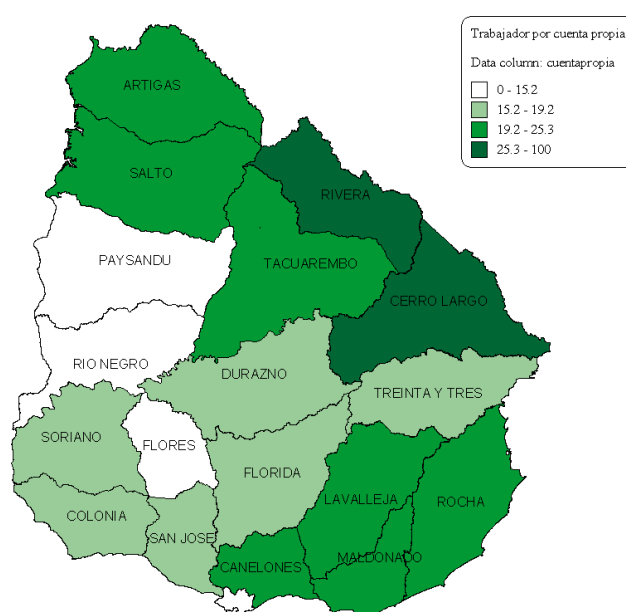 Trabajador por cuenta propia
Data column: cuentapropia
0 - 15.2
15.2 - 19.2
19.2 - 25.3
25.3 - 100
ARTIGAS
SALTO
RIVERA
PAYSANDU
TACUAREMBO
CERRO LARGO
RIO NEGRO
DURAZNO
TREINTA Y TRES
SORIANO
FLORES
FLORIDA
LAVALLEJA
ROCHA
COLONIA
SAN JOSE
MALDONADO
CANELONES